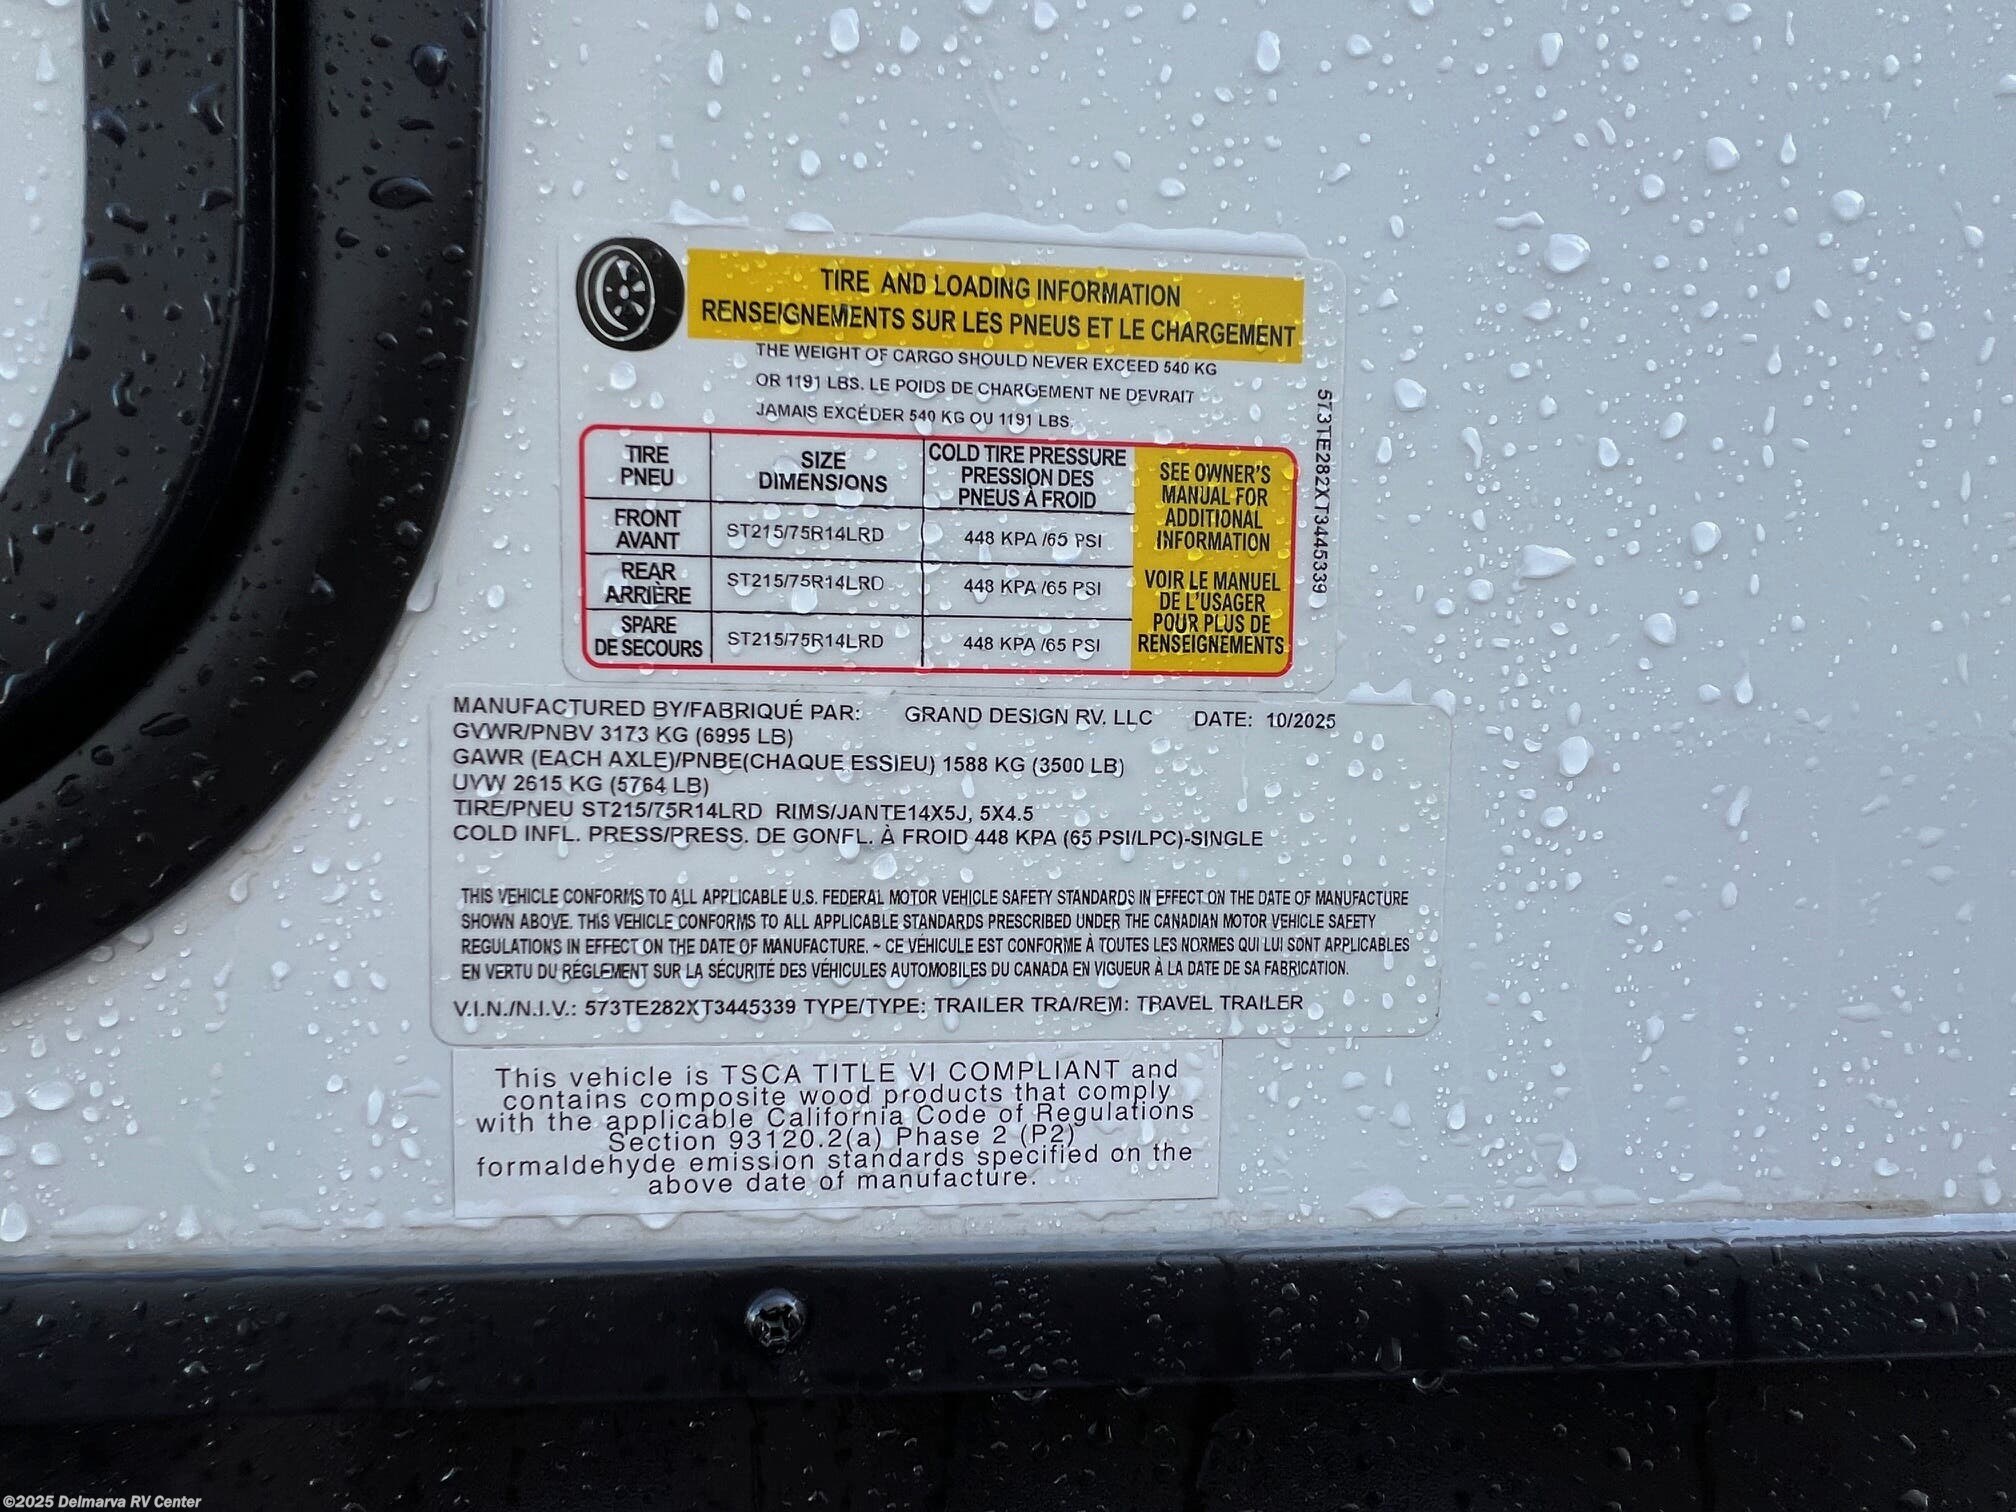 TIRE AND LOADING INFORMATION
RENSEIGNEMENTS SUR LES PNEUS ET LE CHARGEMENT
THE WEIGHT OF CARGO SHOULD NEVER EXCEED 540 KG
OR 1191 LBS. LE POIDS DE CHARGEMENT NE DEVRAIT
JAMAIS EXCÉDER 540 KG OU 1191 LBS.
TIRE
PNEU
SIZE
DIMENSIONS
COLD TIRE PRESSURE
PRESSION DES
PNEUS À FROID
FRONT
AVANT
ST215/75R14LRD
448 KPA /65 PSI
REAR
ARRIÈRE
ST215/75R14LRD
448 KPA /65 PSI
SPARE
DE SECOURS
ST215/75R14LRD
448 KPA /65 PSI
SEE OWNER'S
MANUAL FOR
ADDITIONAL
INFORMATION
VOIR LE MANUEL
DE L'USAGER
POUR PLUS DE
RENSEIGNEMENTS
573TE282XT3445339
MANUFACTURED BY/FABRIQUÉ PAR: GRAND DESIGN RV. LLC DATE: 10/2025
GVWR/PNBV 3173 KG (6995 LB)
GAWR (EACH AXLE)/PNBE(CHAQUE ESSIEU) 1588 KG (3500 LB)
UVW 2615 KG (5764 LB)
TIRE/PNEU ST215/75R14LRD RIMS/JANTE14X5J, 5X4.5
COLD INFL. PRESS/PRESS. DE GONFL. À FROID 448 KPA (65 PSI/LPC)-SINGLE
THIS VEHICLE CONFORMS TO ALL APPLICABLE U.S. FEDERAL MOTOR VEHICLE SAFETY STANDARDS IN EFFECT ON THE DATE OF MANUFACTURE
SHOWN ABOVE. THIS VEHICLE CONFORMS TO ALL APPLICABLE STANDARDS PRESCRIBED UNDER THE CANADIAN MOTOR VEHICLE SAFETY
REGULATIONS IN EFFECT ON THE DATE OF MANUFACTURE. ~ CE VÉHICULE EST CONFORME À TOUTES LES NORMES QUI LUI SONT APPLICABLES
EN VERTU DU RÉGLEMENT SUR LA SÉCURITÉ DES VÉHICULES AUTOMOBILES DU CANADA EN VIGUEUR À LA DATE DE SA FABRICATION.
V.I.N./N.I.V.: 573TE282XT3445339 TYPE/TYPE: TRAILER TRA/REM: TRAVEL TRAILER
This vehicle is TSCA TITLE VI COMPLIANT and
contains composite wood products that comply
with the applicable California Code of Regulations
Section 93120.2(a) Phase 2 (P2)
formaldehyde emission standards specified on the
above date of manufacture.
©2025 Delmarva RV Center